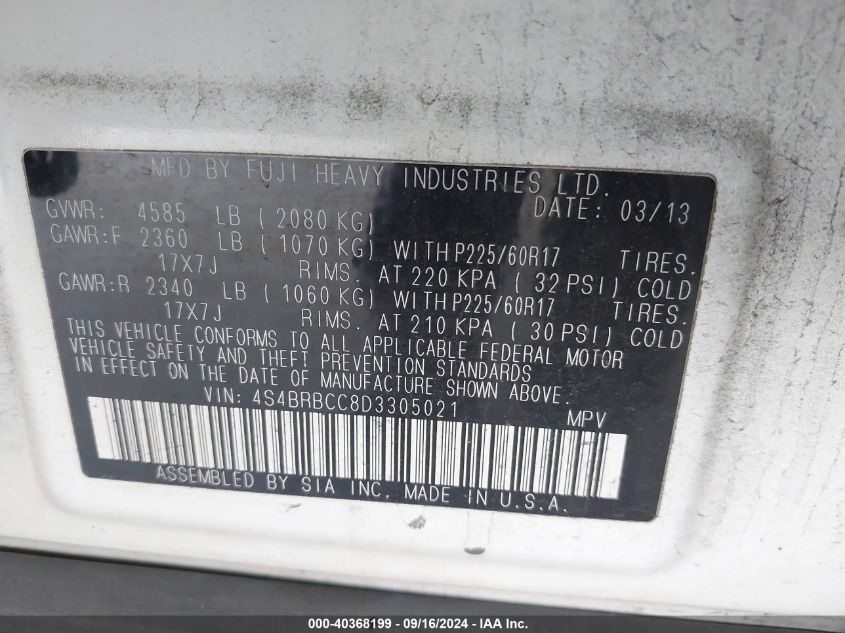 MFD BY FUJI HEAVY INDUSTRIES LTD.
GVWR: 4585 LB ( 2080 KG) DATE: 03/13
GAWR:F 2360 LB ( 1070 KG) WITH P225/60R17 TIRES.
17X7J RIMS. AT 220 KPA ( 32 PSI) COLD
GAWR:R 2340 LB ( 1060 KG) WITH P225/60R17 TIRES.
17X7J RIMS. AT 210 KPA ( 30 PSI) COLD
THIS VEHICLE CONFORMS TO ALL APPLICABLE FEDERAL MOTOR
VEHICLE SAFETY AND THEFT PREVENTION STANDARDS
IN EFFECT ON THE DATE OF MANUFACTURE SHOWN ABOVE.
VIN: 4S4BRBCC8D3305021 MPV
ASSEMBLED BY SIA INC. MADE IN U.S.A.
000-40368199 - 09/16/2024 - IAA Inc.